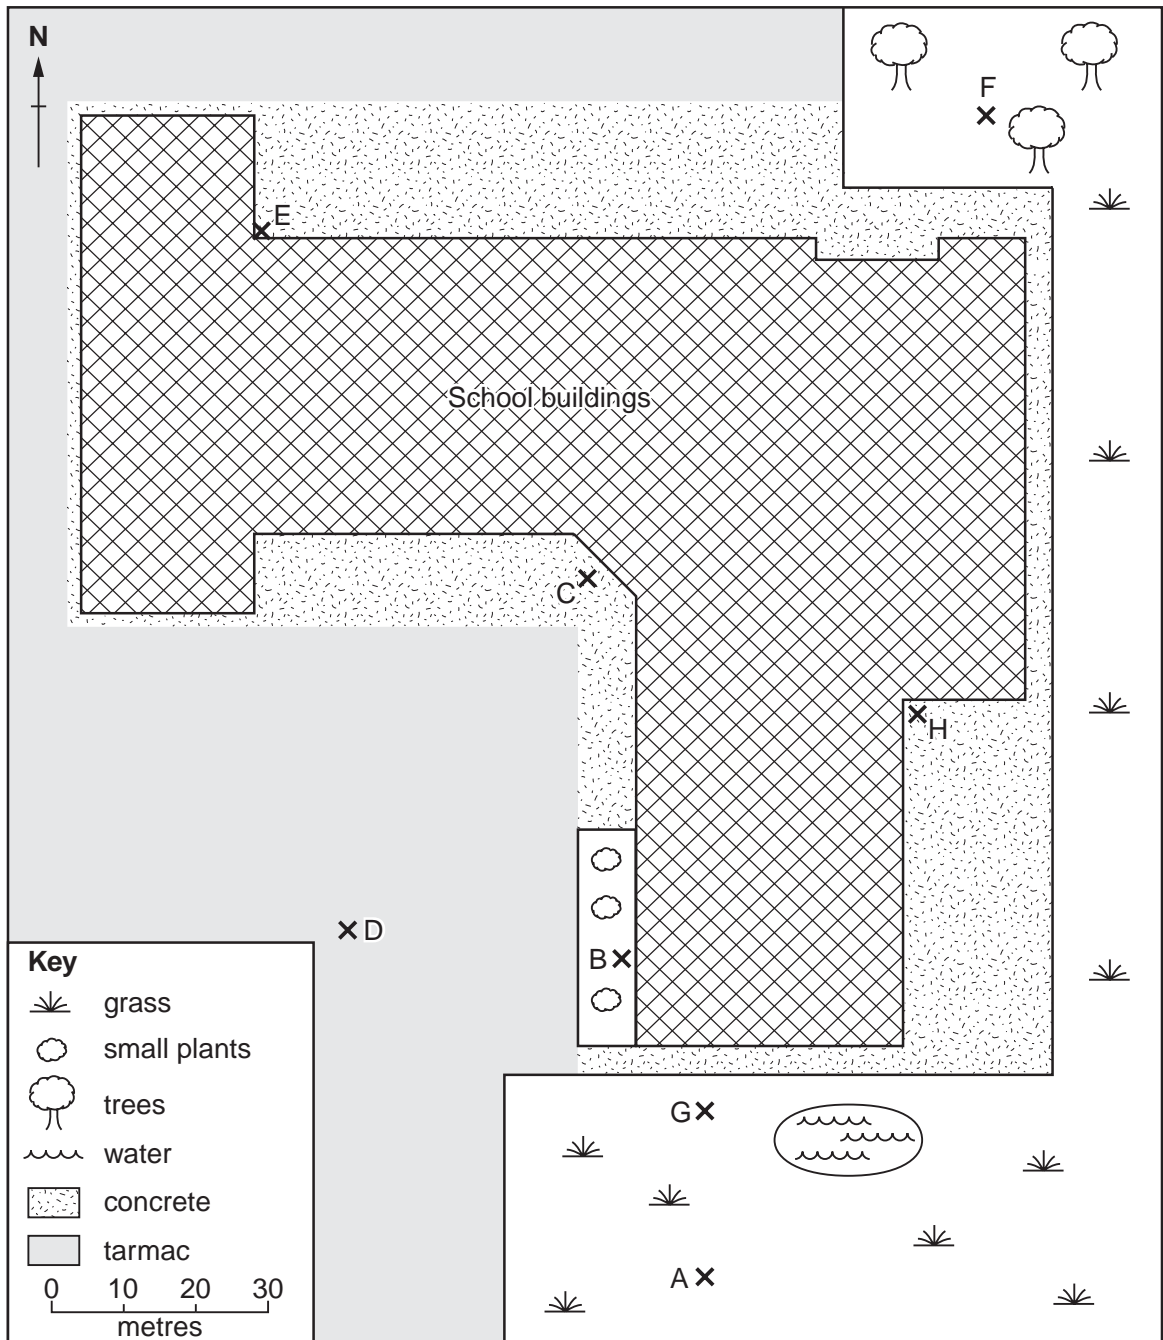 N
F
E
School buildings
C
H
D
B
Key
grass
small plants
trees
water
concrete
tarmac
0 10 20 30
metres
G
A